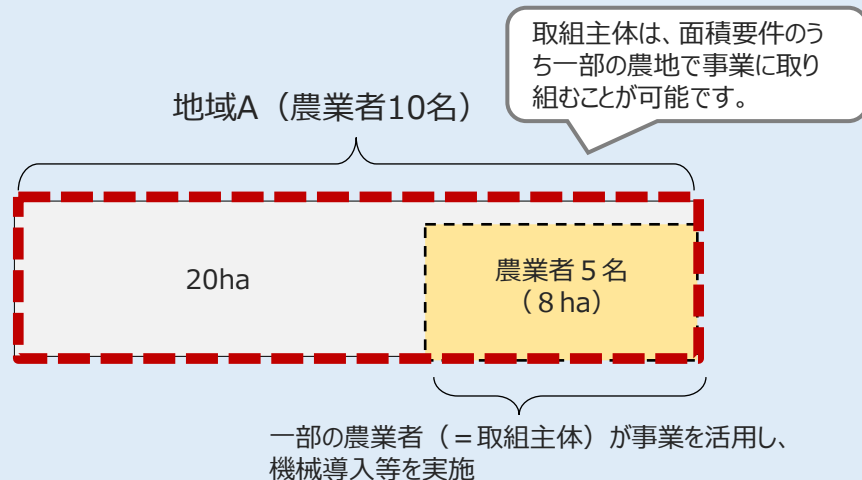 取組主体は、面積要件のう
ち一部の農地で事業に取り
組むことが可能です。
地域A（農業者10名）
20ha
農業者５名
（８ha）
一部の農業者（＝取組主体）が事業を活用し、
機械導入等を実施